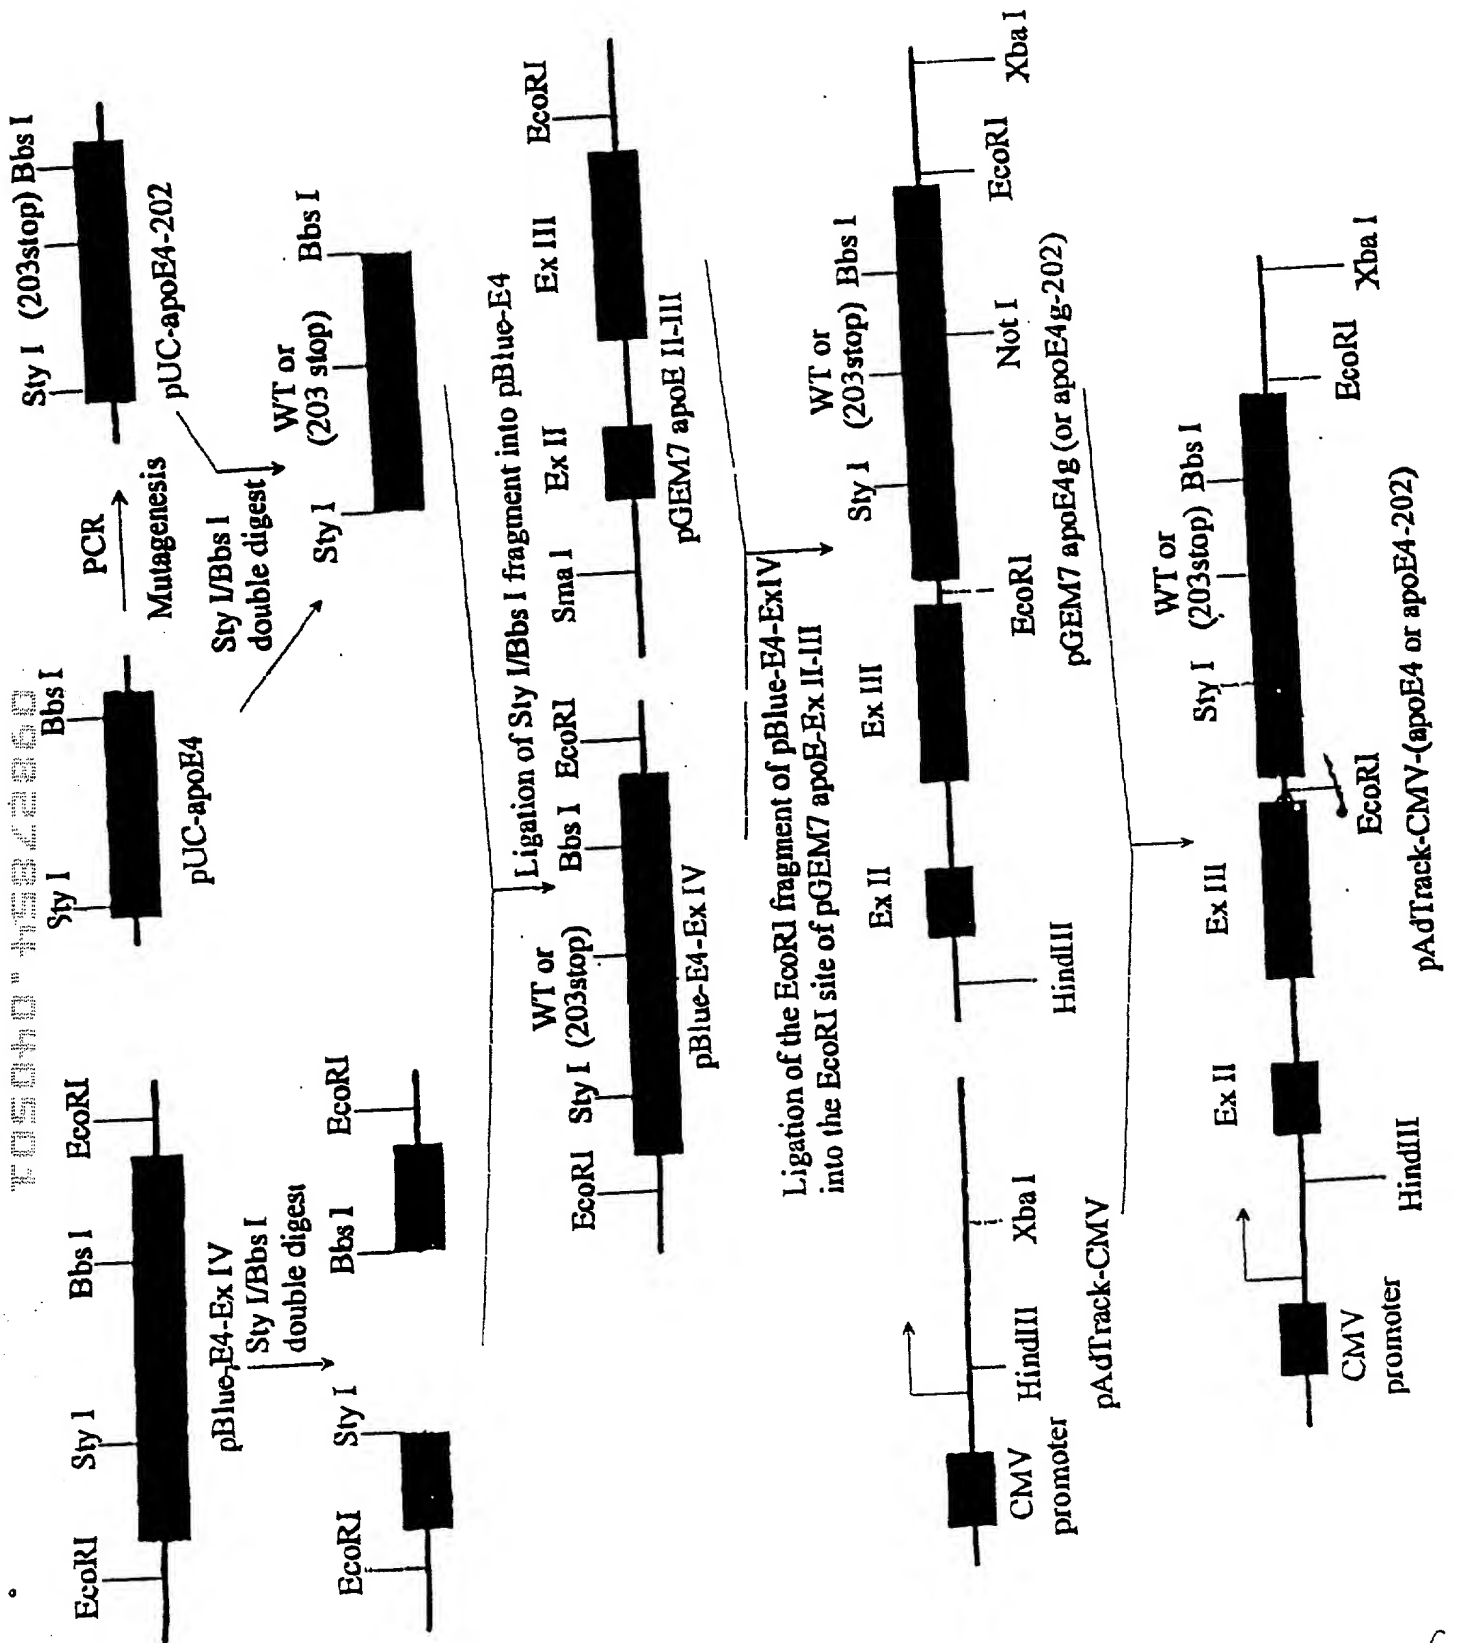 EcoRI
Sty I
Bbs I
EcoRI
pBlue-E4-Ex IV
Sty I/Bbs I
double digest
EcoRI
Sty I
Bbs I
EcoRI
Sty I
Bbs I
pUC-apoE4
PCR
Mutagenesis
Sty I (203stop) Bbs I
pUC-apoE4-202
Sty I/Bbs I
double digest
WT or
(203 stop)
Sty I
Bbs I
Ligation of Sty I/Bbs I fragment into pBlue-E4
WT or
EcoRI Sty I (203stop) Bbs I EcoRI
pBlue-E4-Ex IV
Sma I
Ex II
Ex III
EcoRI
pGEM7 apoE II-III
Ligation of the EcoRI fragment of pBlue-E4-ExIV
into the EcoRI site of pGEM7 apoE-Ex II-III
CMV
promoter
HindIII
Xba I
pAdTrack-CMV
HindIII
Ex II
Ex III
EcoRI
WT or
Sty I (203stop) Bbs I
Not I
EcoRI
Xba I
pGEM7 apoE4g (or apoE4g-202)
CMV
promoter
HindIII
Ex II
Ex III
EcoRI
WT or
Sty I (203stop) Bbs I
EcoRI
Xba I
pAdTrack-CMV-(apoE4 or apoE4-202)